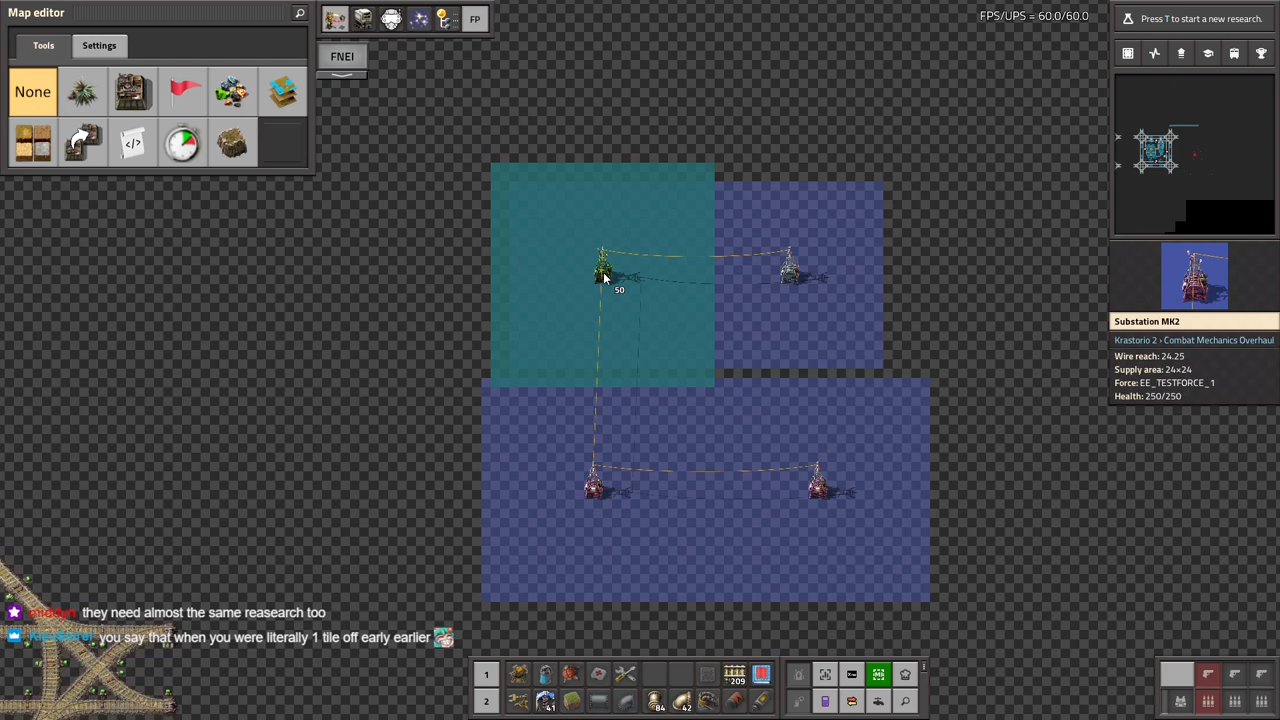 Map editor
Tools
Settings
None
FP
FNEI
FPS/UPS = 60.0/60.0
Press T to start a new research.
50
Substation MK2
Krastorio 2 › Combat Mechanics Overhaul
Wire reach: 24.25
Supply area: 24×24
Force: EE_TESTFORCE_1
Health: 250/250
they need almost the same reasearch too
you say that when you were literally 1 tile off early earlier
1
209
2
41
84
42